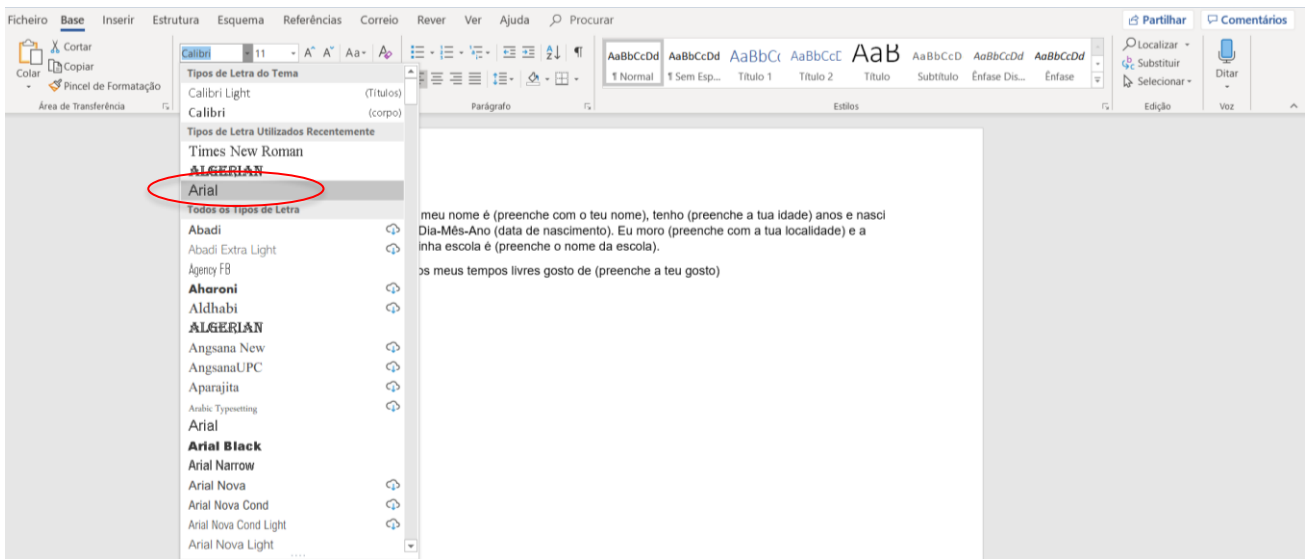 Ficheiro Base Inserir Estrutura Esquema Referências Correio Rever Ver Ajuda Procurar Partilhar Comentários
Colar
Cortar
Copiar
Pincel de Formatação
Área de Transferência
Calibri 11 Aa
Parágrafo
AaBbCcDd AaBbCcDd AaBbCc AaBbCcE AaB AaBbCcD AaBbCcDd AaBbCcDd
¶ Normal ¶ Sem Esp... Título 1 Título 2 Título Subtítulo Ênfase Dis... Ênfase
Estilos
Localizar
Substituir
Selecionar
Edição
Ditar
Voz
Tipos de Letra do Tema
Calibri Light (Títulos)
Calibri (corpo)
Tipos de Letra Utilizados Recentemente
Times New Roman
ALGERIAN
Arial
Todos os Tipos de Letra
Abadi
Abadi Extra Light
Agency FB
Aharoni
Aldhabi
ALGERIAN
Angsana New
AngsanaUPC
Aparajita
Arabic Typesetting
Arial
Arial Black
Arial Narrow
Arial Nova
Arial Nova Cond
Arial Nova Cond Light
Arial Nova Light
meu nome é (preenche com o teu nome), tenho (preenche a tua idade) anos e nasci
Dia-Mês-Ano (data de nascimento). Eu moro (preenche com a tua localidade) e a
inha escola é (preenche o nome da escola).
os meus tempos livres gosto de (preenche a teu gosto)